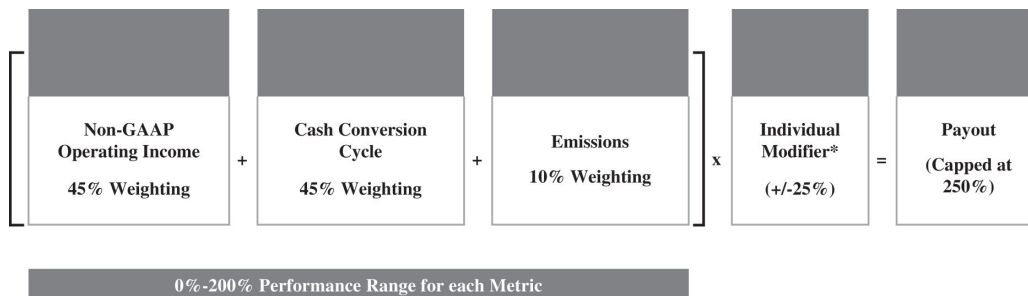 Non-GAAP
Operating Income
45% Weighting
+
Cash Conversion
Cycle
45% Weighting
+
Emissions
10% Weighting
x
Individual
Modifier*
(+/-25%)
=
Payout
(Capped at
250%)
0%-200% Performance Range for each Metric